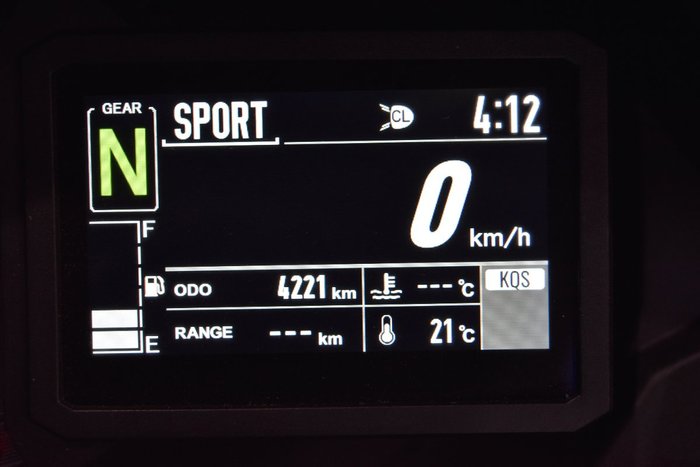 GEAR
SPORT
CL
4:12
N
0 km/h
F
ODO 4221 km
--- °C
KQS
RANGE --- km
21 °C
E